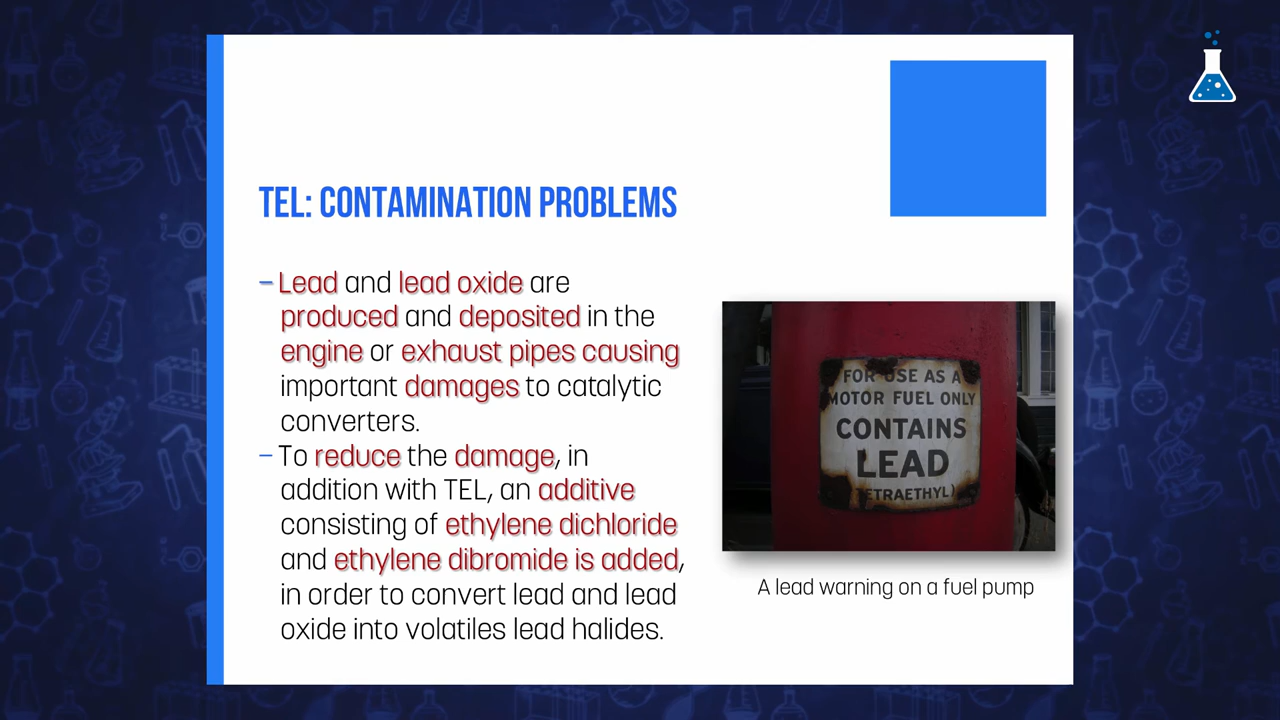 TEL: CONTAMINATION PROBLEMS
– Lead and lead oxide are
produced and deposited in the
engine or exhaust pipes causing
important damages to catalytic
converters.
– To reduce the damage, in
addition with TEL, an additive
consisting of ethylene dichloride
and ethylene dibromide is added,
in order to convert lead and lead
oxide into volatiles lead halides.
FOR USE AS A
MOTOR FUEL ONLY
CONTAINS
LEAD
(TETRAETHYL)
A lead warning on a fuel pump